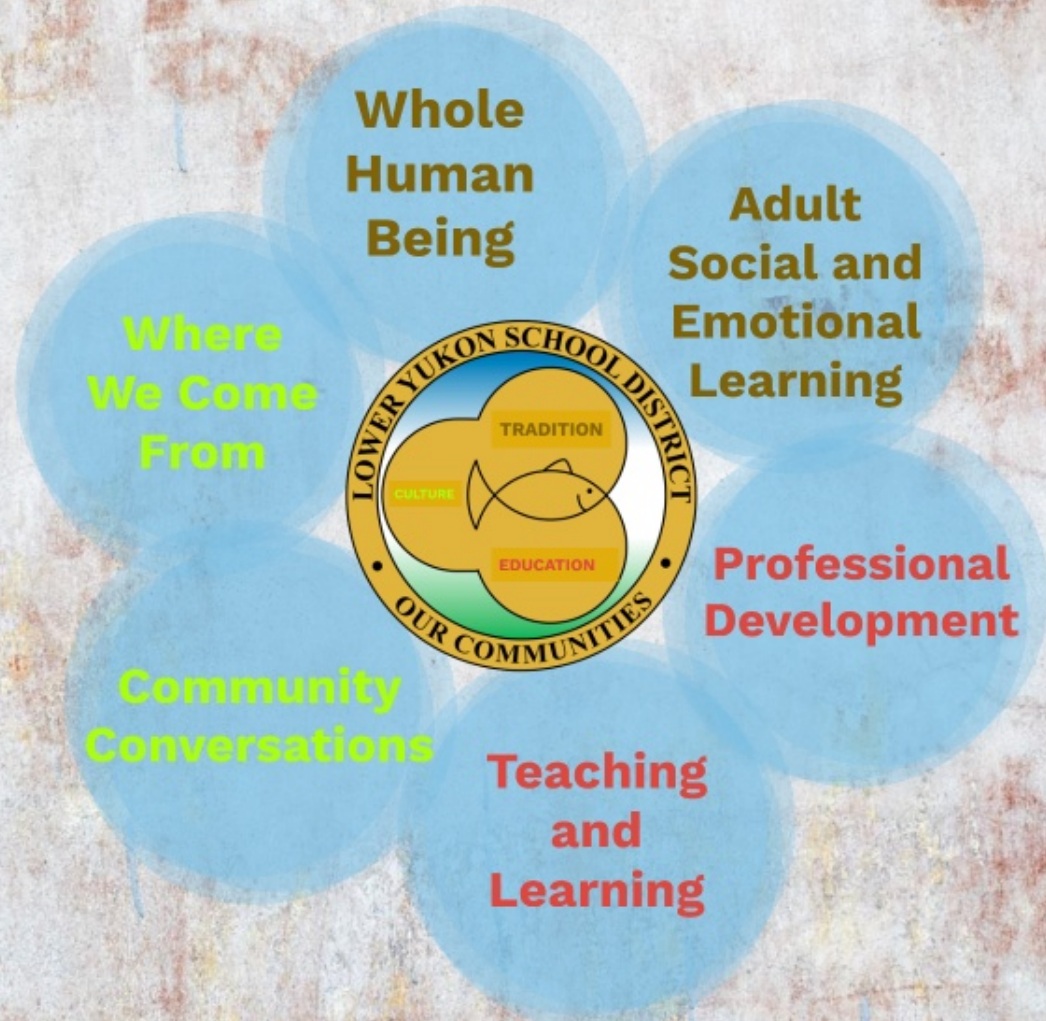 Whole
Human
Being
Adult
Social and
Emotional
Learning
Where
We Come
From
LOWER YUKON SCHOOL DISTRICT
TRADITION
CULTURE
EDUCATION
OUR COMMUNITIES
Professional
Development
Community
Conversations
Teaching
and
Learning